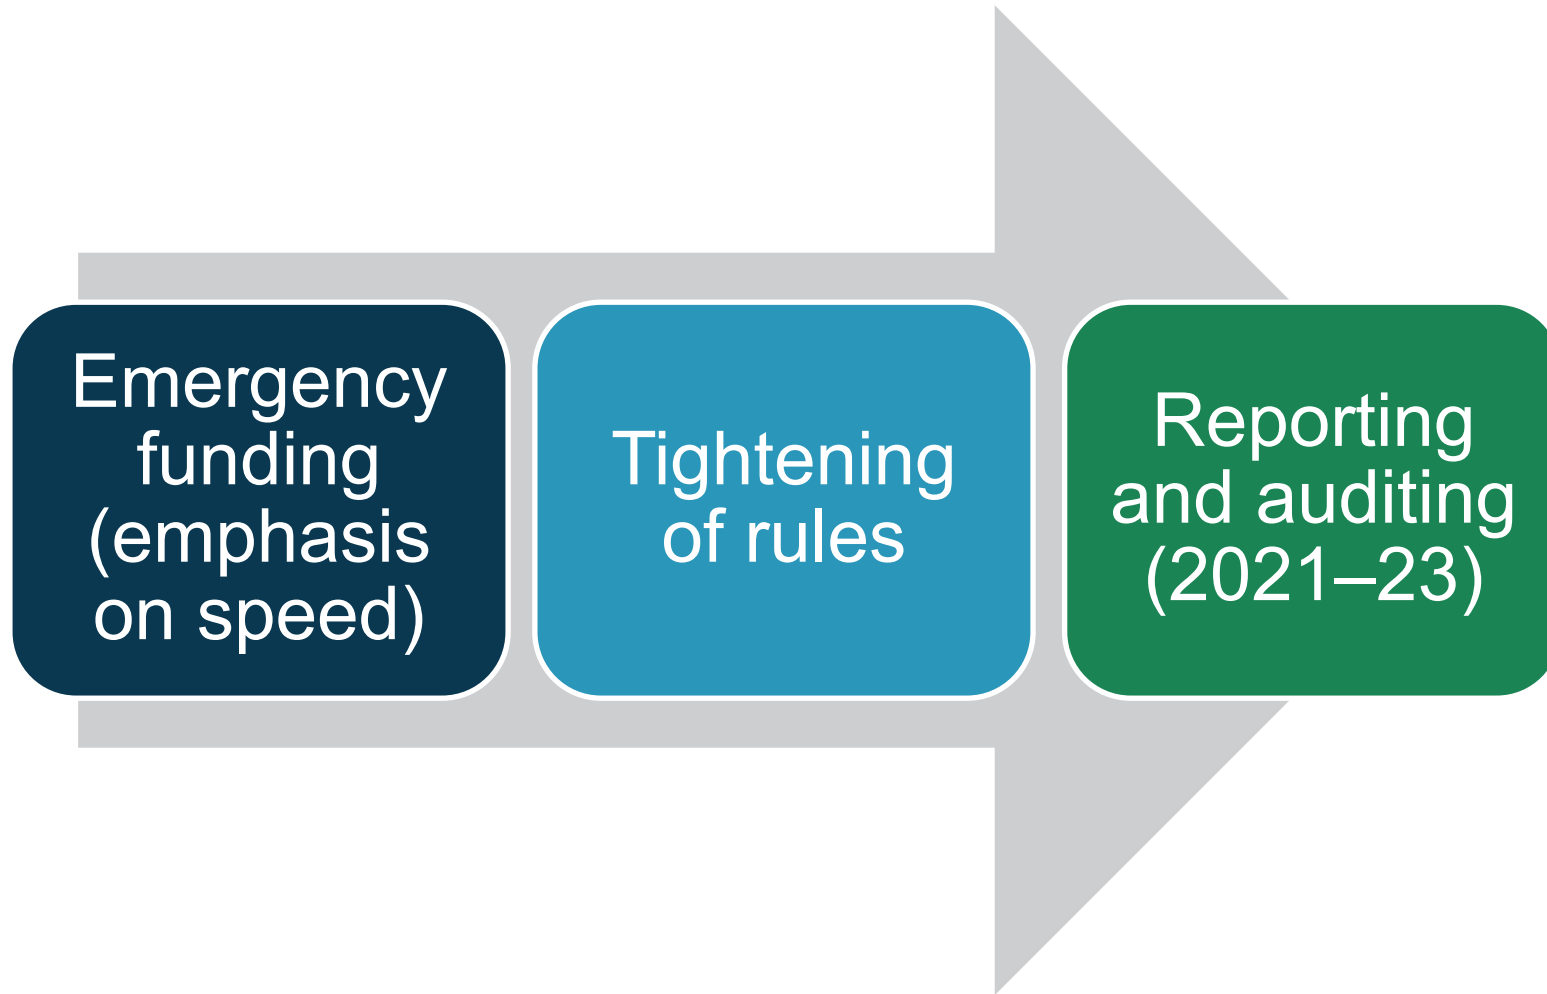 Emergency
funding
(emphasis
on speed)
Tightening
of rules
Reporting
and auditing
(2021–23)